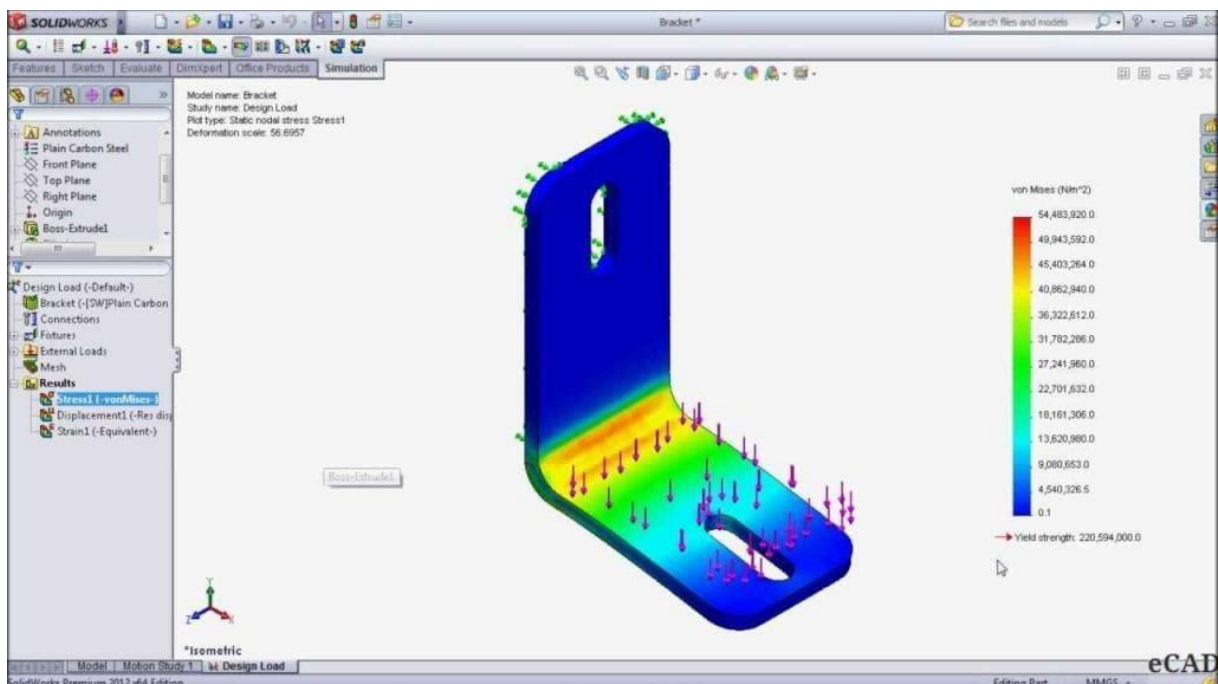 SOLIDWORKS
Bracket *
Search files and models
Features
Sketch
Evaluate
DimXpert
Office Products
Simulation
Model name: Bracket
Study name: Design Load
Plot type: Static nodal stress Stress1
Deformation scale: 56.6957
Annotations
Plain Carbon Steel
Front Plane
Top Plane
Right Plane
Origin
Boss-Extrude1
Design Load (-Default-)
Bracket (-[SW]Plain Carbon
Connections
Fixtures
External Loads
Mesh
Results
Stress1 (-vonMises-)
Displacement1 (-Res disp
Strain1 (-Equivalent-)
Boss-Extrude1
von Mises (N/m^2)
54,483,920.0
49,943,592.0
45,403,264.0
40,862,940.0
36,322,612.0
31,782,286.0
27,241,960.0
22,701,632.0
18,161,306.0
13,620,980.0
9,080,653.0
4,540,326.5
0.1
Yield strength: 220,594,000.0
Y
Z
X
*Isometric
Model
Motion Study 1
Design Load
eCAD
SolidWorks Premium 2012 x64 Edition
Editing Part
MMGS